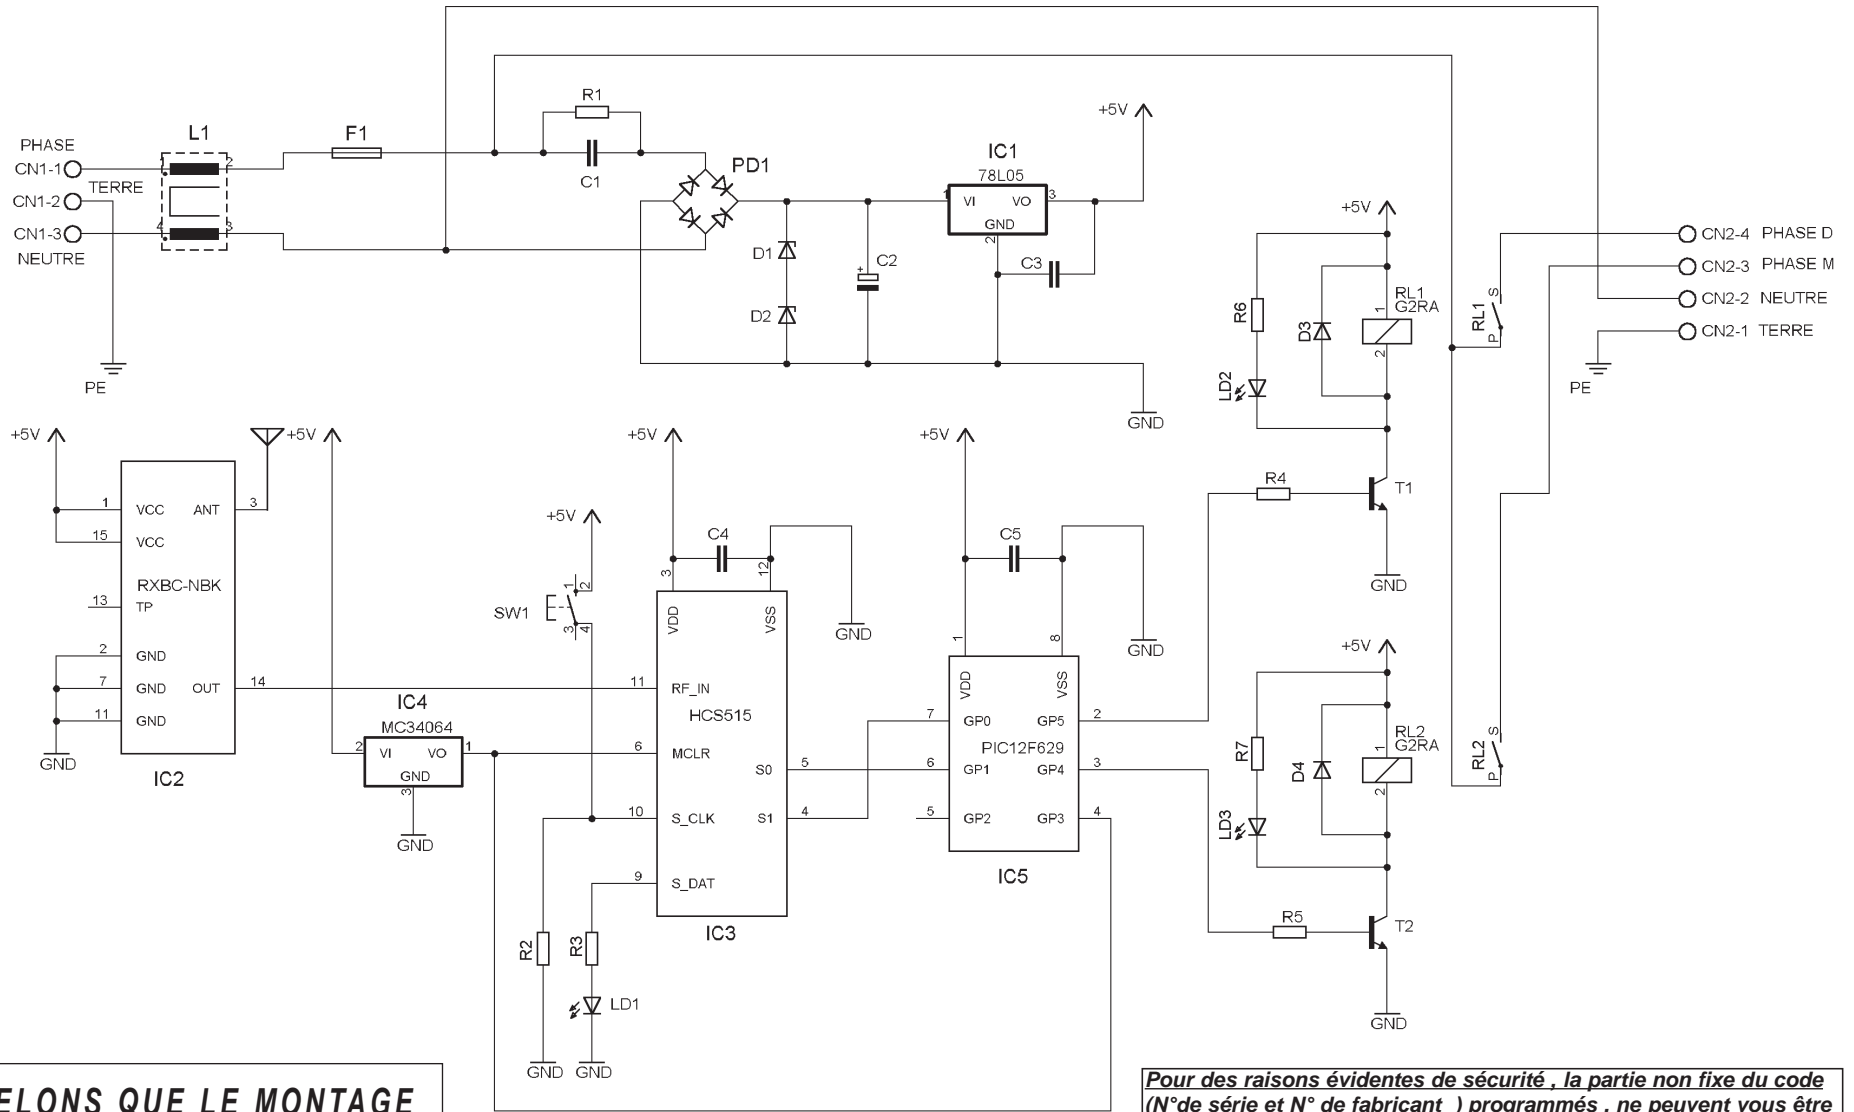 R1
+5V
L1
F1
IC1
PHASE
1
2
CN1-1
PD1
78L05
C1
TERRE
1
VI
VO
3
CN1-2
+5V
GND
CN1-3
4
3
2
CN2-4 PHASE D
NEUTRE
D1
C2
+
C3
CN2-3 PHASE M
RL1
G2RA
1
S
CN2-2 NEUTRE
D2
R6
D3
RL1
CN2-1 TERRE
P
2
PE
LD2
PE
GND
+5V
+5V
+5V
+5V
R4
T1
1
VCC
ANT
3
15
VCC
+5V
C4
C5
RXBC-NBK
3
12
GND
1
2
13
TP
SW1
VDD
VSS
GND
1
8
GND
3
4
+5V
2
GND
7
GND
OUT
14
11
RF_IN
VDD
VSS
11
GND
IC4
HCS515
7
GP0
GP5
2
MC34064
RL2
G2RA
1
S
2
VI
VO
1
6
MCLR
PIC12F629
R7
D4
RL2
GND
S0
5
6
GP1
GP4
3
P
IC2
GND
3
2
10
S_CLK
S1
4
5
GP2
GP3
4
LD3
GND
IC5
9
S_DAT
R5
T2
IC3
R2
R3
LD1
GND
GND
GND
ELONS QUE LE MONTAGE
Pour des raisons évidentes de sécurité , la partie non fixe du code
(N°de série et N° de fabricant ) programmés , ne peuvent vous être